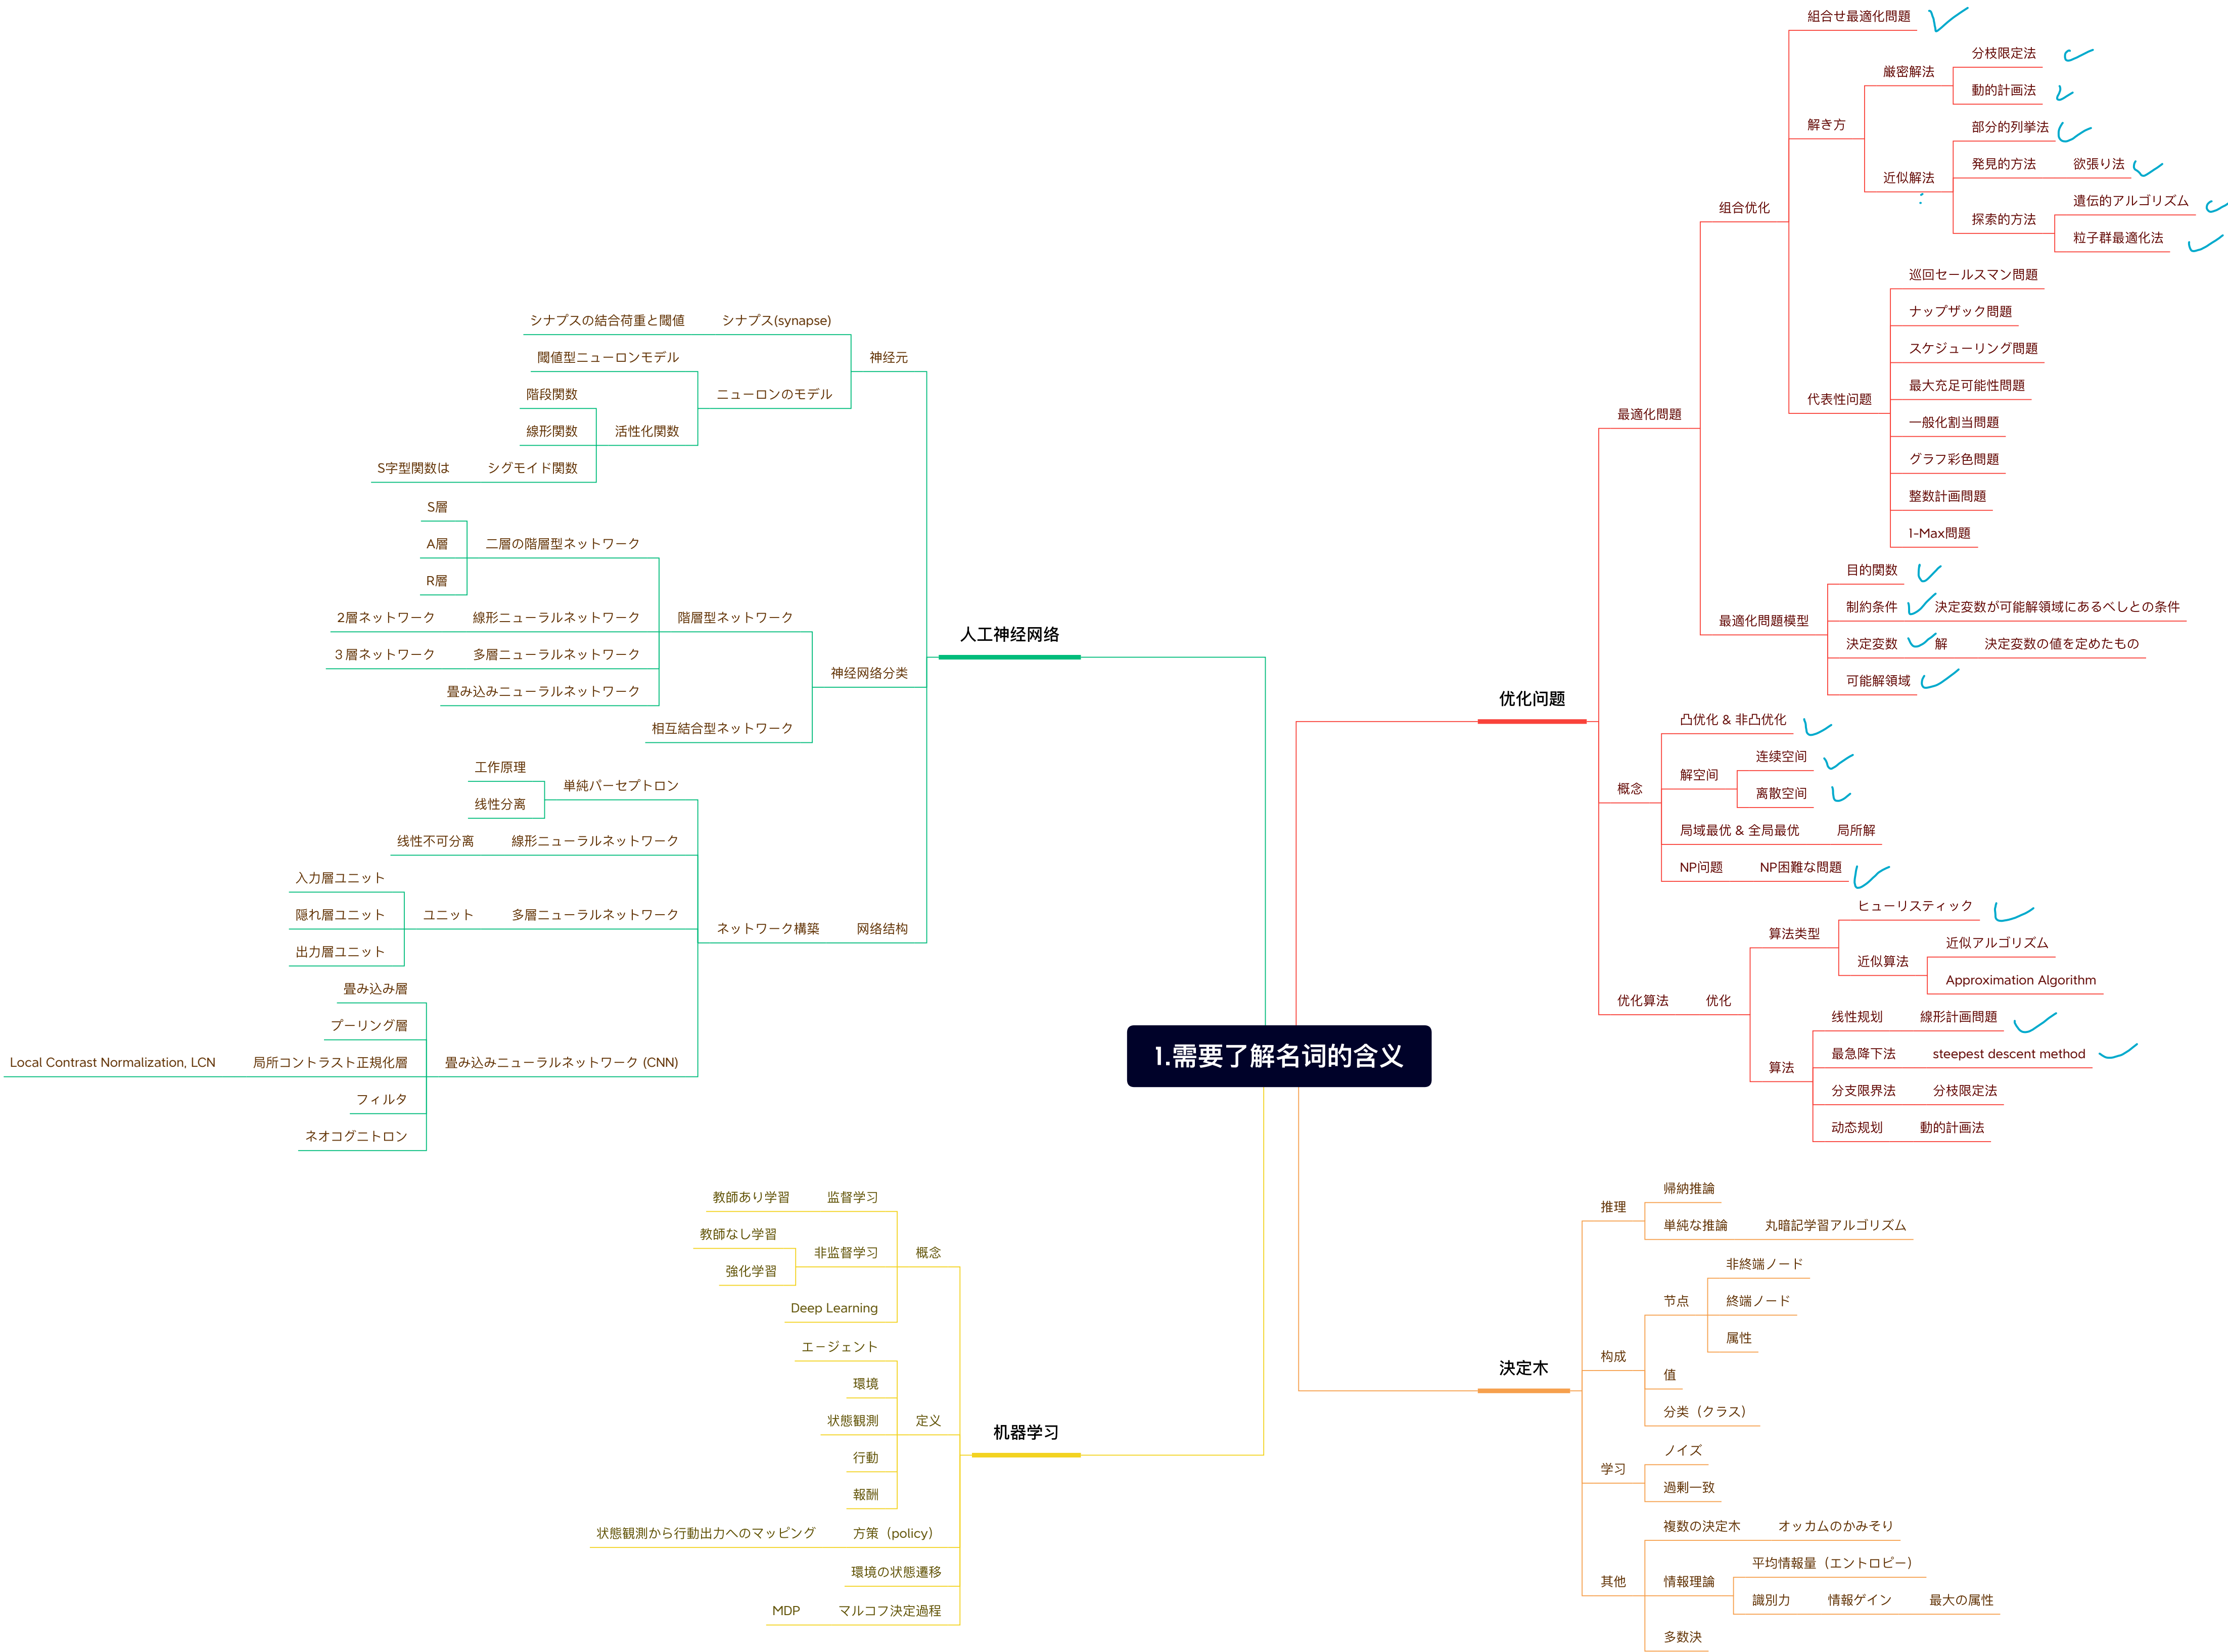 1.需要了解名词的含义
优化问题
最適化問題
组合优化
組合せ最適化問題
解き方
厳密解法
分枝限定法
動的計画法
近似解法
部分的列挙法
発見的方法
欲張り法
探索的方法
遺伝的アルゴリズム
粒子群最適化法
代表性问题
巡回セールスマン問題
ナップザック問題
スケジューリング問題
最大充足可能性問題
一般化割当問題
グラフ彩色問題
整数計画問題
1-Max問題
最適化問題模型
目的関数
制約条件
決定変数が可能解領域にあるべしとの条件
決定変数
解
決定変数の値を定めたもの
可能解領域
概念
凸优化 & 非凸优化
解空间
连续空间
离散空间
局域最优 & 全局最优
局所解
NP问题
NP困難な問題
优化算法
优化
算法类型
ヒューリスティック
近似算法
近似アルゴリズム
Approximation Algorithm
算法
线性规划
線形計画問題
最急降下法
steepest descent method
分支限界法
分枝限定法
动态规划
動的計画法
決定木
推理
帰納推論
単純な推論
丸暗記学習アルゴリズム
构成
节点
非終端ノード
終端ノード
属性
值
分类（クラス）
学习
ノイズ
過剰一致
其他
複数の決定木
オッカムのかみそり
情報理論
平均情報量（エントロピー）
識別力
情報ゲイン
最大の属性
多数決
人工神经网络
神经元
シナプス(synapse)
シナプスの結合荷重と閾値
ニューロンのモデル
閾値型ニューロンモデル
活性化関数
階段関数
線形関数
シグモイド関数
S字型関数は
神经网络分类
階層型ネットワーク
二層の階層型ネットワーク
S層
A層
R層
線形ニューラルネットワーク
2層ネットワーク
多層ニューラルネットワーク
３層ネットワーク
畳み込みニューラルネットワーク
相互結合型ネットワーク
网络结构
ネットワーク構築
単純パーセプトロン
工作原理
线性分离
線形ニューラルネットワーク
线性不可分离
多層ニューラルネットワーク
ユニット
入力層ユニット
隠れ層ユニット
出力層ユニット
畳み込みニューラルネットワーク (CNN)
畳み込み層
プーリング層
局所コントラスト正規化層
Local Contrast Normalization, LCN
フィルタ
ネオコグニトロン
机器学习
概念
监督学习
教師あり学習
非监督学习
教師なし学習
強化学習
Deep Learning
定义
エージェント
環境
状態観測
行動
報酬
方策（policy）
状態観測から行動出力へのマッピング
環境の状態遷移
マルコフ決定過程
MDP